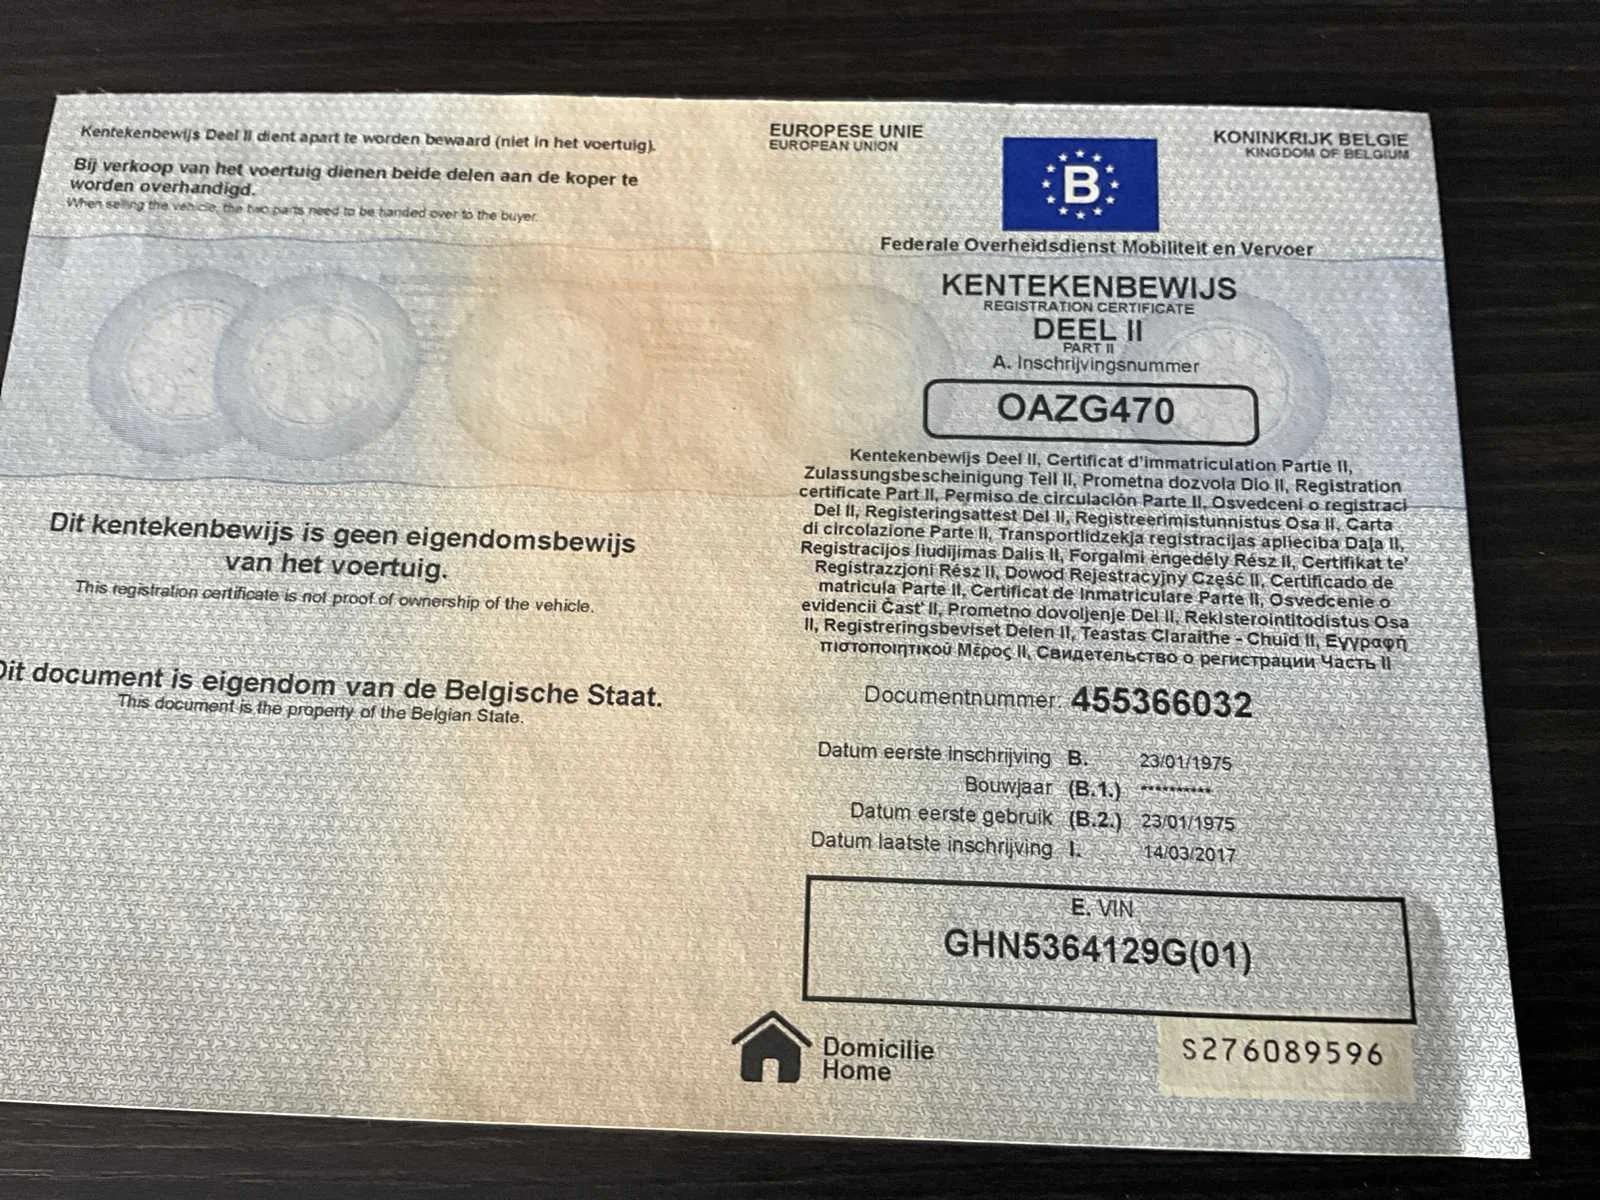 Kentekenbewijs Deel II dient apart te worden bewaard (niet in het voertuig).
Bij verkoop van het voertuig dienen beide delen aan de koper te
worden overhandigd.
When selling the vehicle, the two parts need to be handed over to the buyer.
Dit kentekenbewijs is geen eigendomsbewijs
van het voertuig.
This registration certificate is not proof of ownership of the vehicle.
Dit document is eigendom van de Belgische Staat.
This document is the property of the Belgian State.
EUROPESE UNIE
EUROPEAN UNION
B
KONINKRIJK BELGIE
KINGDOM OF BELGIUM
Federale Overheidsdienst Mobiliteit en Vervoer
KENTEKENBEWIJS
REGISTRATION CERTIFICATE
DEEL II
PART II
A. Inschrijvingsnummer
OAZG470
Kentekenbewijs Deel II, Certificat d'immatriculation Partie II,
Zulassungsbescheinigung Teil II, Prometna dozvola Dio II, Registration
certificate Part II, Permiso de circulación Parte II, Osvedceni o registraci
Del II, Registeringsattest Del II, Registreerimistunnistus Osa II, Carta
di circolazione Parte II, Transportlidzekja registracijas aplieciba Daļa II,
Registracijos liudijimas Dalis II, Forgalmi engedély Rész II, Certifikat te'
Registrazzjoni Rész II, Dowod Rejestracyjny Część II, Certificado de
matricula Parte II, Certificat de Inmatriculare Parte II, Osvedcenie o
evidencii Čast' II, Prometno dovoljenje Del II, Rekisterointitodistus Osa
II, Registreringsbeviset Delen II, Teastas Claraithe - Chuid II, Εγγραφή
πιστοποιητικού Μέρος II, Свидетельство о регистрации Часть II
Documentnummer: 455366032
Datum eerste inschrijving B. 23/01/1975
Bouwjaar (B.1.) **********
Datum eerste gebruik (B.2.) 23/01/1975
Datum laatste inschrijving I. 14/03/2017
E. VIN
GHN5364129G(01)
Domicilie
Home
S276089596